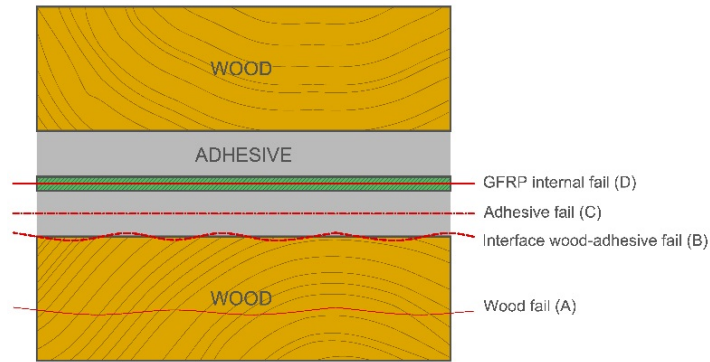 WOOD
ADHESIVE
GFRP internal fail (D)
Adhesive fail (C)
Interface wood-adhesive fail (B)
WOOD
Wood fail (A)